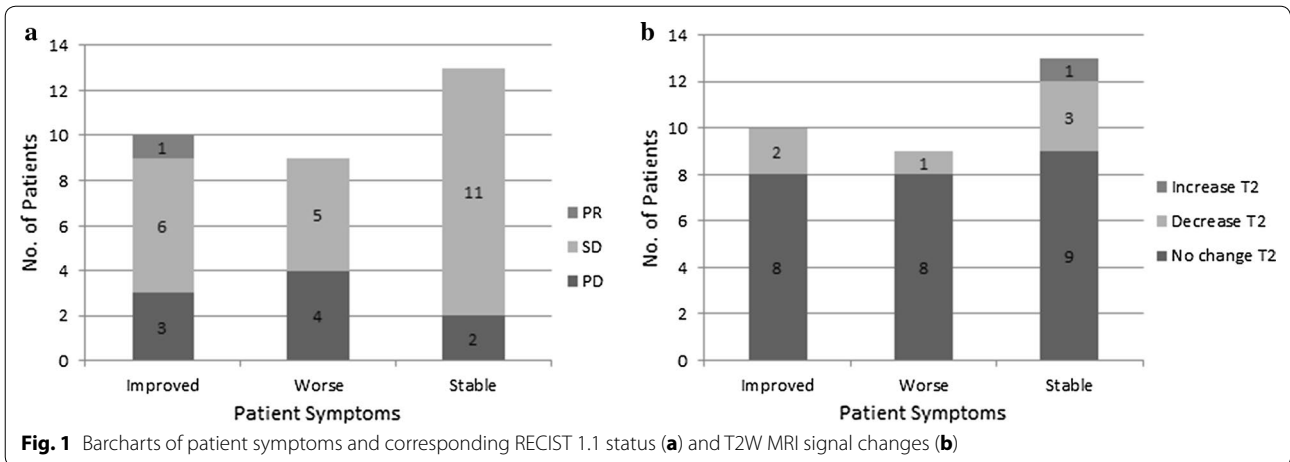 a
14
12
10
8
6
4
2
0
No. of Patients
1
6
3
5
4
11
2
Improved Worse Stable
Patient Symptoms
PR
SD
PD
b
14
12
10
8
6
4
2
0
No. of Patients
2
8
1
8
1
3
9
Improved Worse Stable
Patient Symptoms
Increase T2
Decrease T2
No change T2
Fig. 1 Barcharts of patient symptoms and corresponding RECIST 1.1 status (a) and T2W MRI signal changes (b)